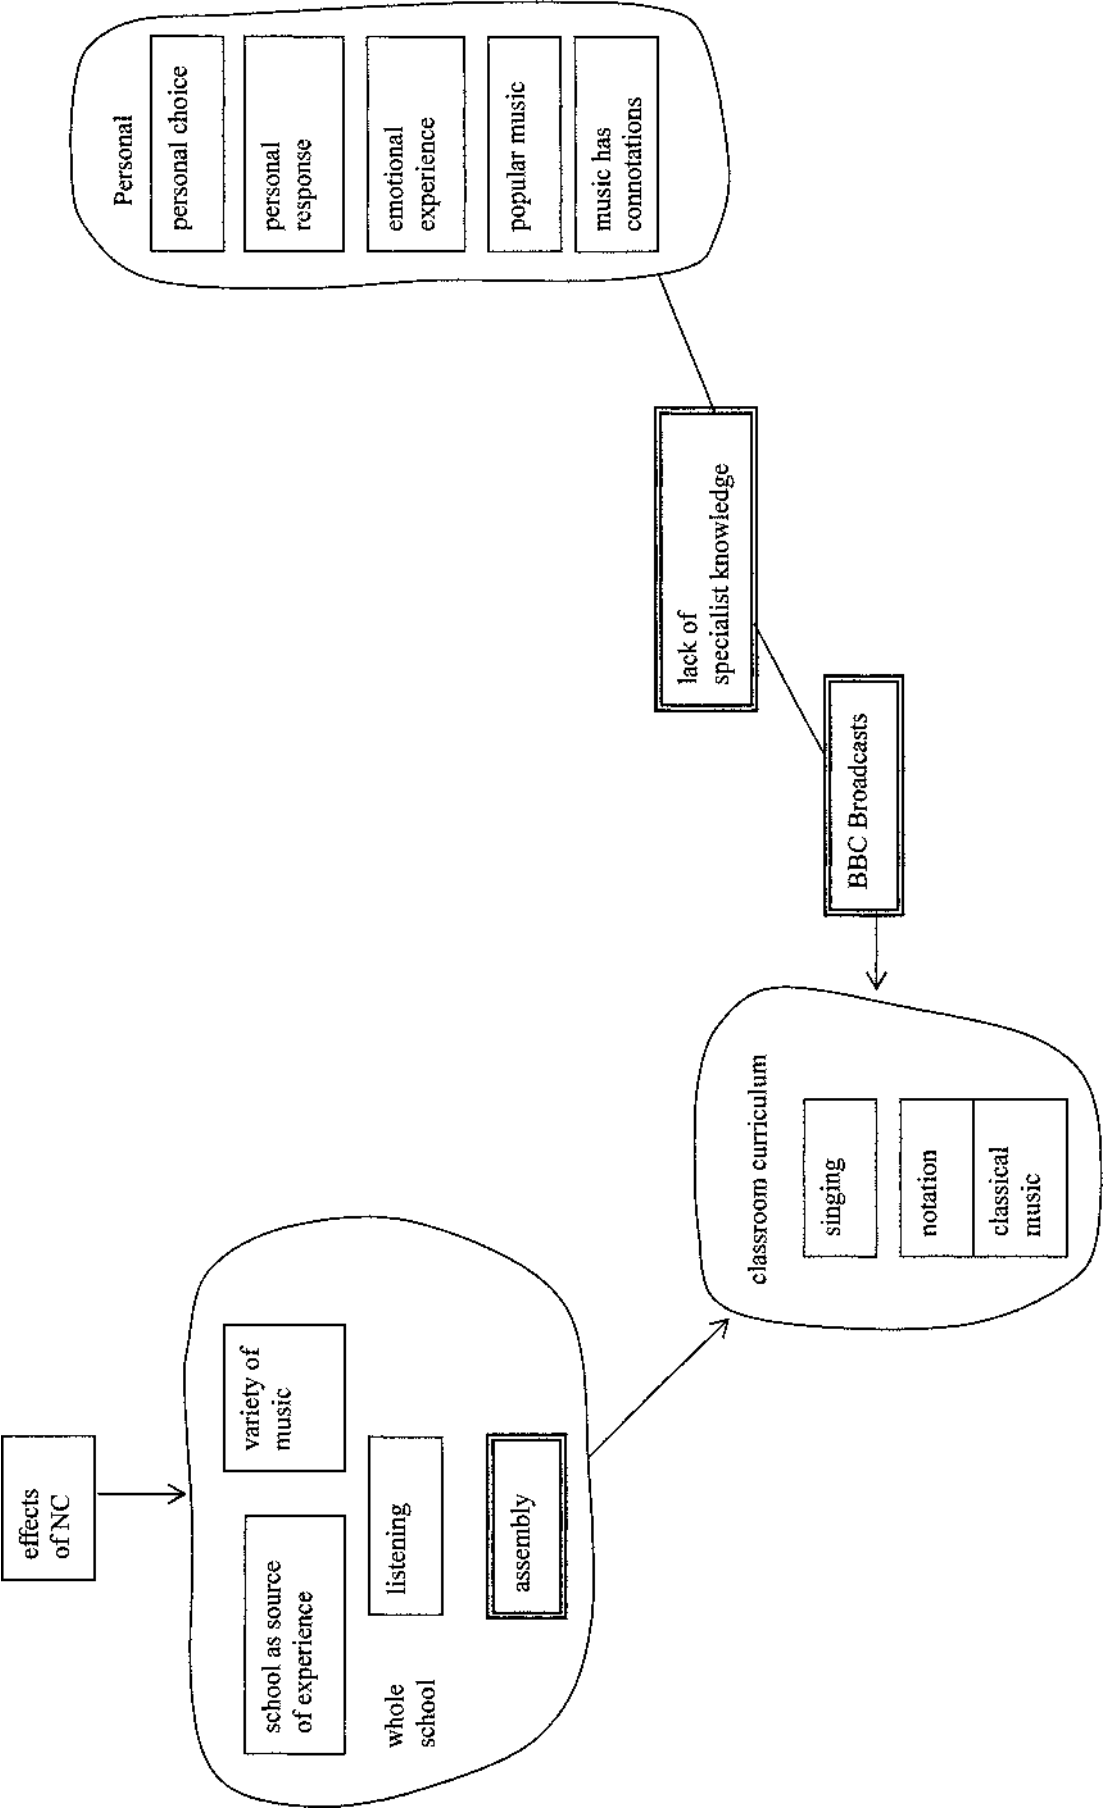 effects
of NC
school as source
of experience
variety of
music
listening
whole
school
assembly
classroom curriculum
singing
notation
classical
music
BBC Broadcasts
lack of
specialist knowledge
Personal
personal choice
personal
response
emotional
experience
popular music
music has
connotations